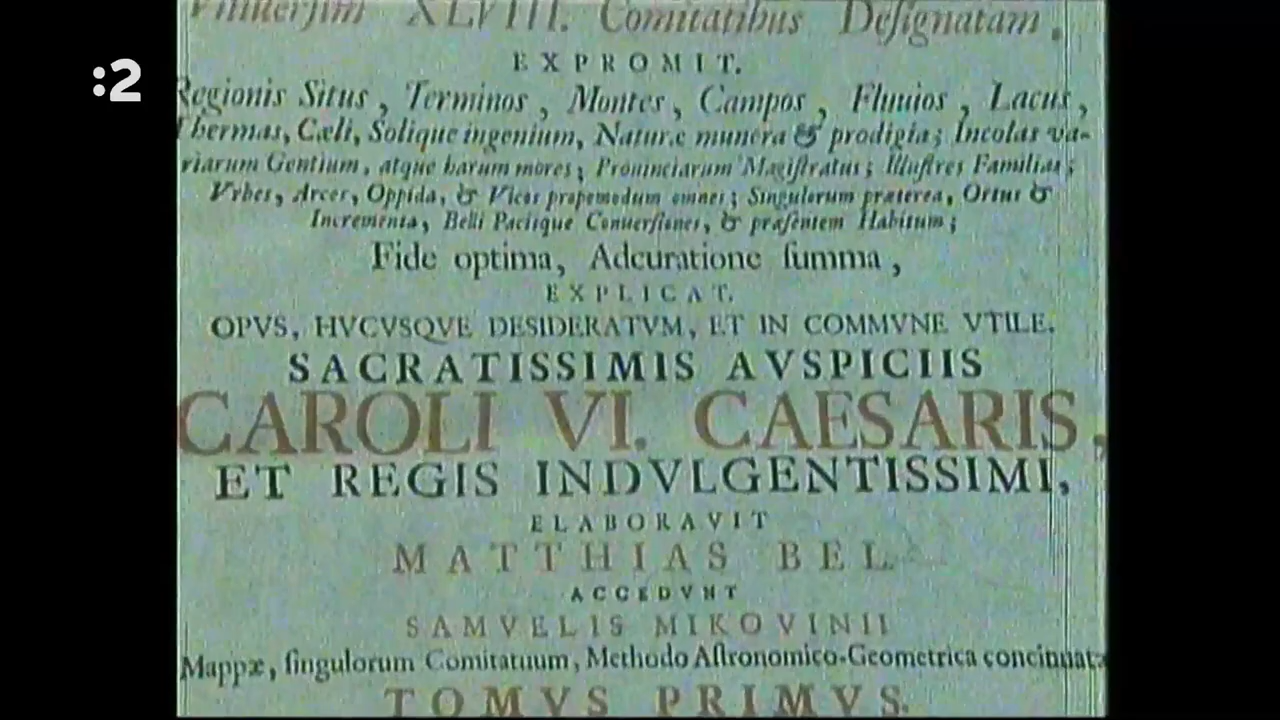 :2
Vniuersim XLVIII. Comitatibus Deſignatam.
EXPROMIT.
Regionis Situs, Terminos, Montes, Campos, Fluuios, Lacus,
Thermas, Cæli, Solique ingenium, Naturæ munera & prodigia; Incolas va-
riarum Gentium, atque harum mores; Prouinciarum Magiſtratus; Illuſtres Familias;
Vrbes, Arces, Oppida, & Vicos propemodum omnes; Singulorum præterea, Ortus &
Incrementa, Belli Pacisque Conuerſiones, & præſentem Habitum;
Fide optima, Adcuratione ſumma,
EXPLICAT.
OPVS, HVCVSQVE DESIDERATVM, ET IN COMMVNE VTILE.
SACRATISSIMIS AVSPICIIS
CAROLI VI. CAESARIS,
ET REGIS INDVLGENTISSIMI,
ELABORAVIT
MATTHIAS BEL.
ACCEDVNT
SAMVELIS MIKOVINII
Mappæ, ſingulorum Comitatuum, Methodo Aſtronomico-Geometrica concinnatæ
TOMVS PRIMVS.